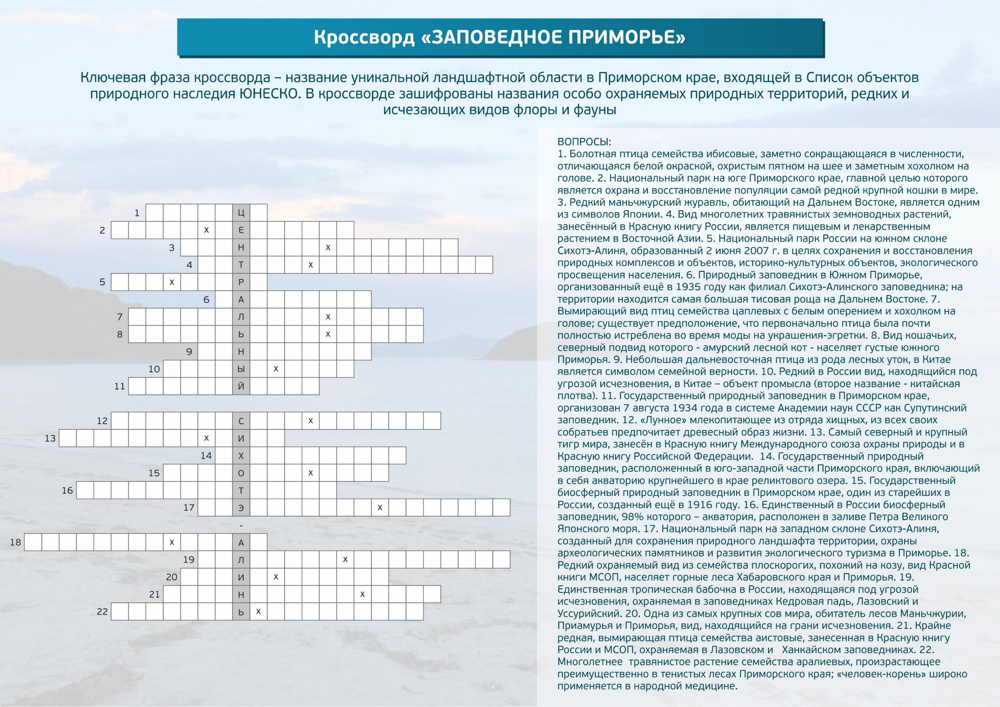 Кроссворд «ЗАПОВЕДНОЕ ПРИМОРЬЕ»
Ключевая фраза кроссворда – название уникальной ландшафтной области в Приморском крае, входящей в Список объектов
природного наследия ЮНЕСКО. В кроссворде зашифрованы названия особо охраняемых природных территорий, редких и
исчезающих видов флоры и фауны
1 Ц
2 х Е
3 Н х
4 Т х
5 х Р
6 А
7 Л х
8 Ь х
9 Н
10 Ы х
11 Й
12 С х
13 х И
14 Х
15 О х
16 Т
17 Э х
-
18 х А
19 Л х
20 И х
21 Н х
22 Ь х
ВОПРОСЫ:
1. Болотная птица семейства ибисовые, заметно сокращающаяся в численности,
отличающаяся белой окраской, охристым пятном на шее и заметным хохолком на
голове. 2. Национальный парк на юге Приморского крае, главной целью которого
является охрана и восстановление популяции самой редкой крупной кошки в мире.
3. Редкий маньчжурский журавль, обитающий на Дальнем Востоке, является одним
из символов Японии. 4. Вид многолетних травянистых земноводных растений,
занесённый в Красную книгу России, является пищевым и лекарственным
растением в Восточной Азии. 5. Национальный парк России на южном склоне
Сихотэ-Алиня, образованный 2 июня 2007 г. в целях сохранения и восстановления
природных комплексов и объектов, историко-культурных объектов, экологического
просвещения населения. 6. Природный заповедник в Южном Приморье,
организованный ещё в 1935 году как филиал Сихотэ-Алинского заповедника; на
территории находится самая большая тисовая роща на Дальнем Востоке. 7.
Вымирающий вид птиц семейства цаплевых с белым оперением и хохолком на
голове; существует предположение, что первоначально птица была почти
полностью истреблена во время моды на украшения-эгретки. 8. Вид кошачьих,
северный подвид которого - амурский лесной кот - населяет густые южного
Приморья. 9. Небольшая дальневосточная птица из рода лесных уток, в Китае
является символом семейной верности. 10. Редкий в России вид, находящийся под
угрозой исчезновения, в Китае – объект промысла (второе название - китайская
плотва). 11. Государственный природный заповедник в Приморском крае,
организован 7 августа 1934 года в системе Академии наук СССР как Супутинский
заповедник. 12. «Лунное» млекопитающее из отряда хищных, из всех своих
собратьев предпочитает древесный образ жизни. 13. Самый северный и крупный
тигр мира, занесён в Красную книгу Международного союза охраны природы и в
Красную книгу Российской Федерации. 14. Государственный природный
заповедник, расположенный в юго-западной части Приморского края, включающий
в себя акваторию крупнейшего в крае реликтового озера. 15. Государственный
биосферный природный заповедник в Приморском крае, один из старейших в
России, созданный ещё в 1916 году. 16. Единственный в России биосферный
заповедник, 98% которого – акватория, расположен в заливе Петра Великого
Японского моря. 17. Национальный парк на западном склоне Сихотэ-Алиня,
созданный для сохранения природного ландшафта территории, охраны
археологических памятников и развития экологического туризма в Приморье. 18.
Редкий охраняемый вид из семейства плоскорогих, похожий на козу, вид Красной
книги МСОП, населяет горные леса Хабаровского края и Приморья. 19.
Единственная тропическая бабочка в России, находящаяся под угрозой
исчезновения, охраняемая в заповедниках Кедровая падь, Лазовский и
Уссурийский. 20. Одна из самых крупных сов мира, обитатель лесов Маньчжурии,
Приамурья и Приморья, вид, находящийся на грани исчезновения. 21. Крайне
редкая, вымирающая птица семейства аистовые, занесенная в Красную книгу
России и МСОП, охраняемая в Лазовском и Ханкайском заповедниках. 22.
Многолетнее травянистое растение семейства аралиевых, произрастающее
преимущественно в тенистых лесах Приморского края; «человек-корень» широко
применяется в народной медицине.